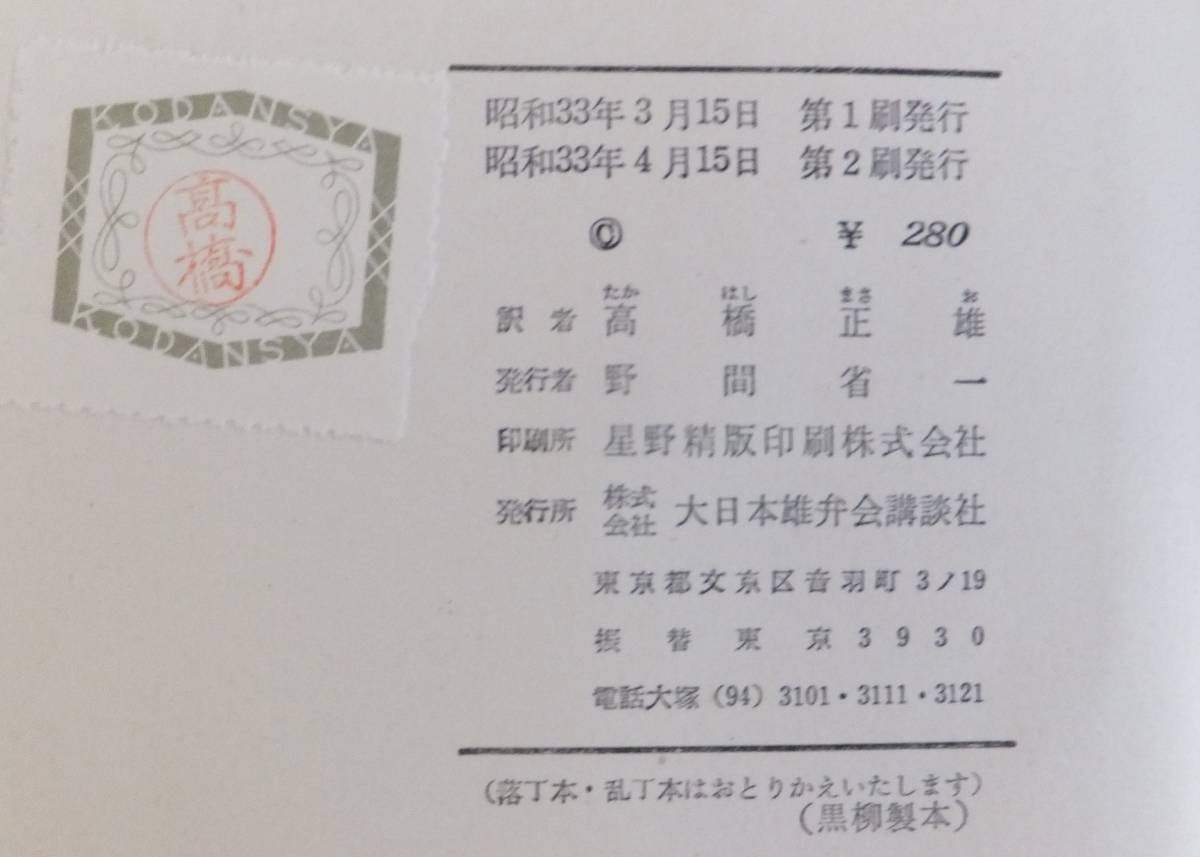 KODANSYA
高
橋
KODANSYA
昭和33年3月15日 第1刷発行
昭和33年4月15日 第2刷発行
© ¥ 280
たか はし まさ お
訳者 高橋正雄
発行者 野間省一
印刷所 星野精版印刷株式会社
発行所 株式会社 大日本雄弁会講談社
東京都文京区音羽町3ノ19
振替東京3930
電話大塚(94)3101・3111・3121
(落丁本・乱丁本はおとりかえいたします)
(黒柳製本)